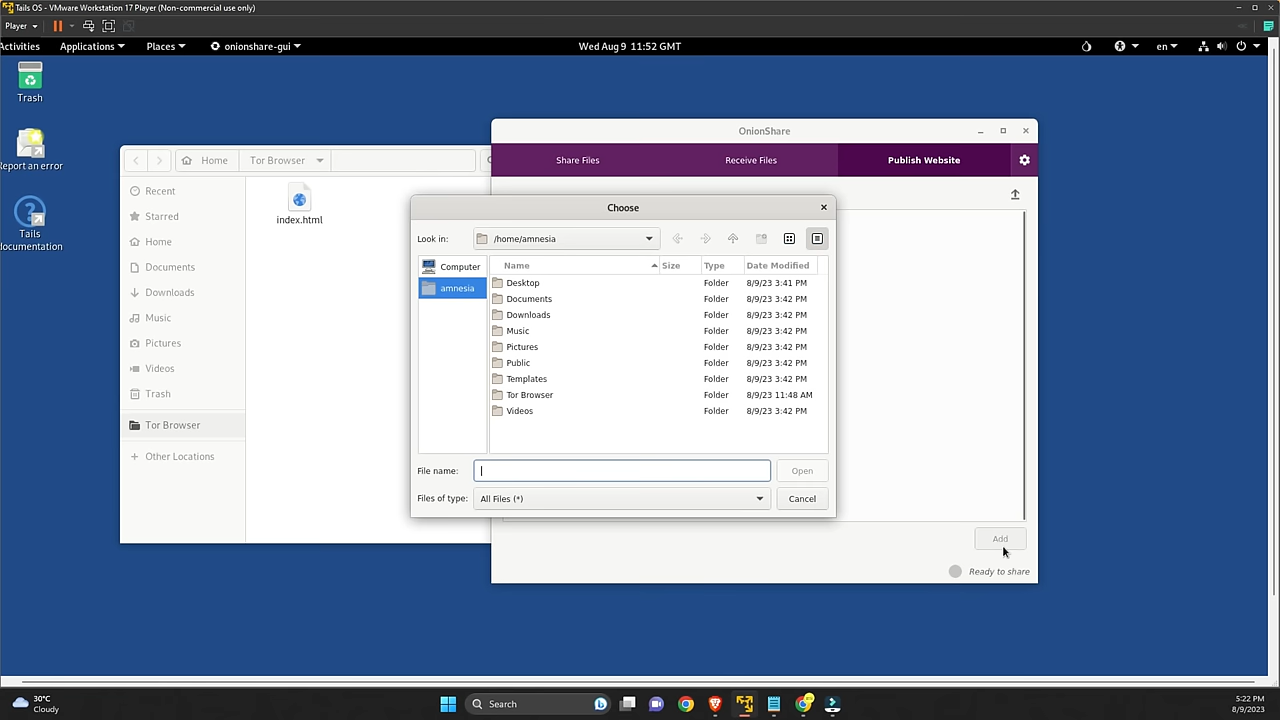 Tails OS - VMware Workstation 17 Player (Non-commercial use only)
Player
Activities Applications Places onionshare-gui Wed Aug 9 11:52 GMT en
Trash
Report an error
Tails
documentation
Home Tor Browser
Recent
Starred
Home
Documents
Downloads
Music
Pictures
Videos
Trash
Tor Browser
+ Other Locations
index.html
OnionShare
Share Files Receive Files Publish Website
Choose
Look in: /home/amnesia
Computer
amnesia
Name Size Type Date Modified
Desktop Folder 8/9/23 3:41 PM
Documents Folder 8/9/23 3:42 PM
Downloads Folder 8/9/23 3:42 PM
Music Folder 8/9/23 3:42 PM
Pictures Folder 8/9/23 3:42 PM
Public Folder 8/9/23 3:42 PM
Templates Folder 8/9/23 3:42 PM
Tor Browser Folder 8/9/23 11:48 AM
Videos Folder 8/9/23 3:42 PM
File name: Open
Files of type: All Files (*) Cancel
Add
Ready to share
30°C
Cloudy
Search
5:22 PM
8/9/2023